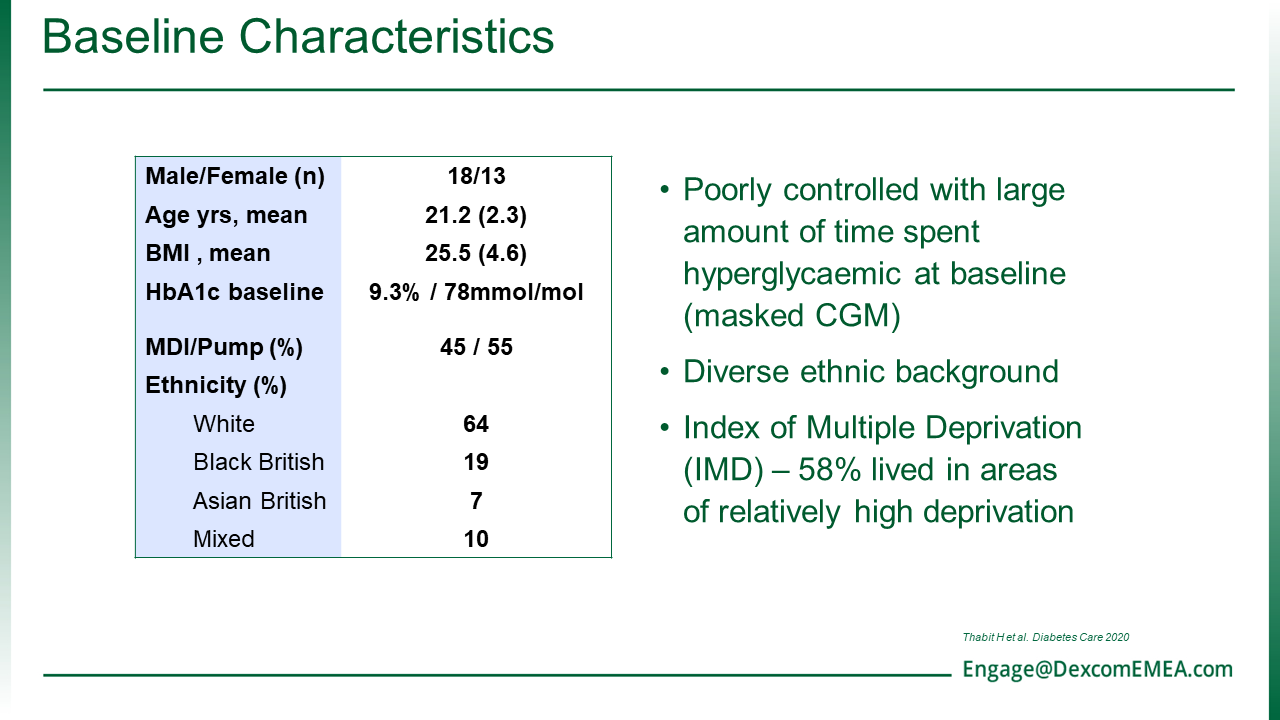 Baseline Characteristics
Male/Female (n) 18/13
Age yrs, mean 21.2 (2.3)
BMI , mean 25.5 (4.6)
HbA1c baseline 9.3% / 78mmol/mol
MDI/Pump (%) 45 / 55
Ethnicity (%)
White 64
Black British 19
Asian British 7
Mixed 10
• Poorly controlled with large
amount of time spent
hyperglycaemic at baseline
(masked CGM)
• Diverse ethnic background
• Index of Multiple Deprivation
(IMD) – 58% lived in areas
of relatively high deprivation
Thabit H et al. Diabetes Care 2020
Engage@DexcomEMEA.com